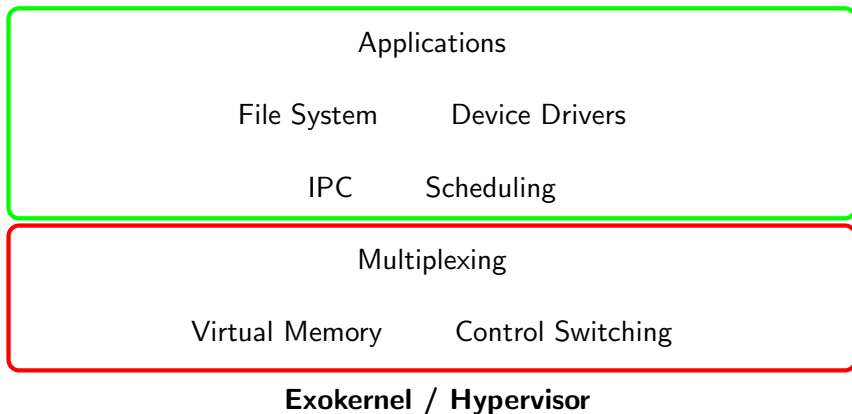 Applications
File System Device Drivers
IPC Scheduling
Multiplexing
Virtual Memory Control Switching
Exokernel / Hypervisor